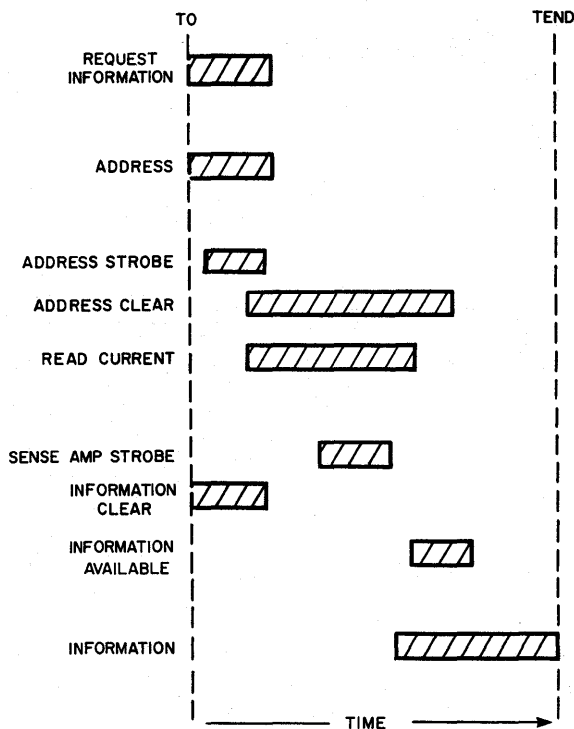 TO
TEND
REQUEST
INFORMATION
ADDRESS
ADDRESS STROBE
ADDRESS CLEAR
READ CURRENT
SENSE AMP STROBE
INFORMATION
CLEAR
INFORMATION
AVAILABLE
INFORMATION
TIME